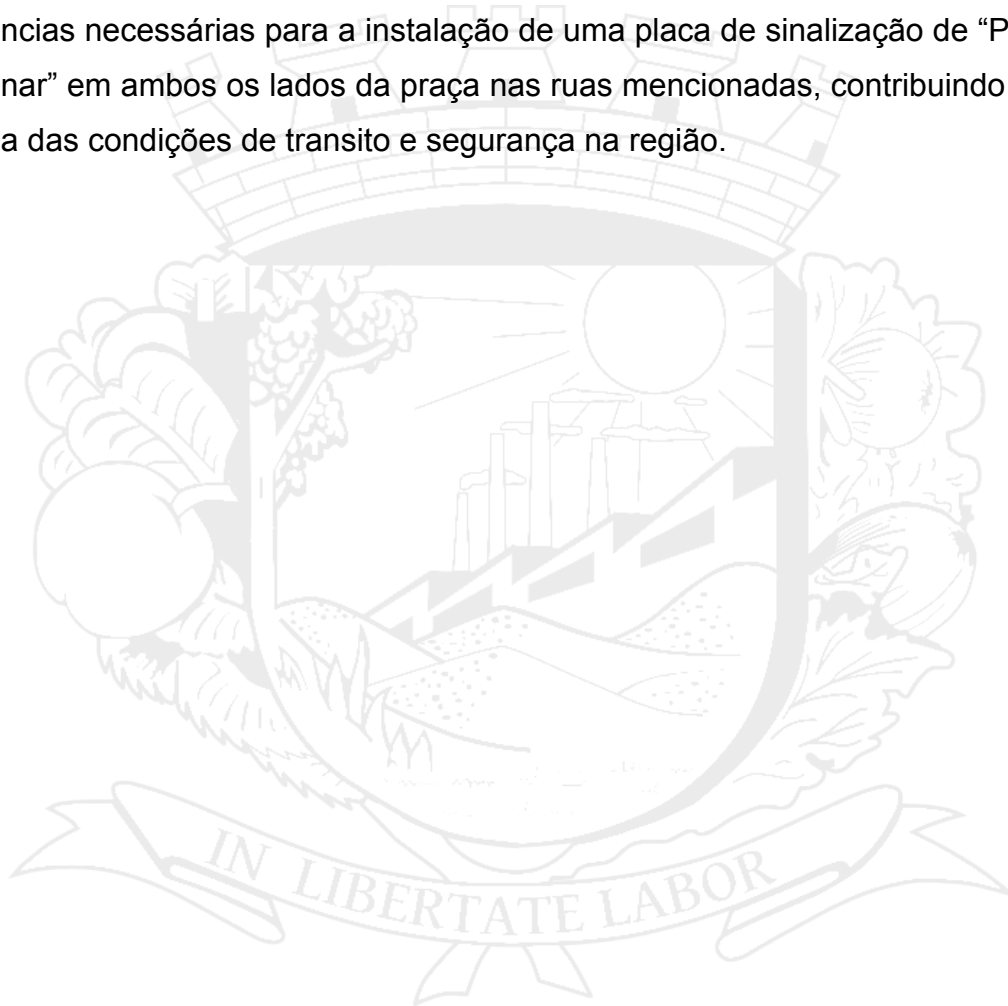 ncias necessárias para a instalação de uma placa de sinalização de “P
nar” em ambos os lados da praça nas ruas mencionadas, contribuindo
a das condições de transito e segurança na região.
IN LIBERTATE LABOR